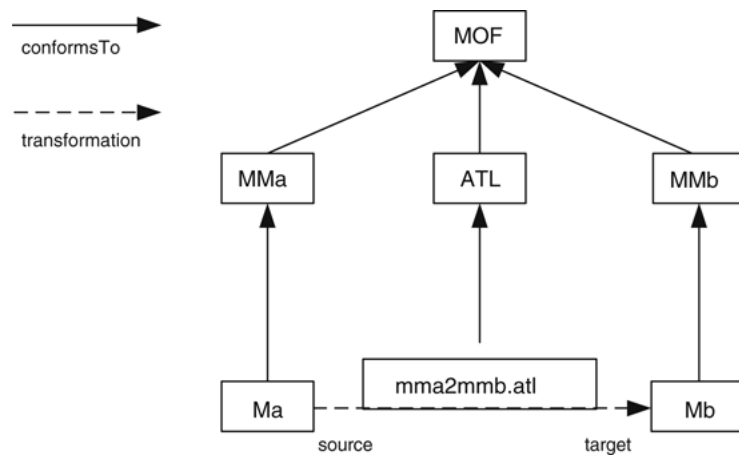 conformsTo
transformation
MOF
MMa
ATL
MMb
mma2mmb.atl
Ma
Mb
source
target